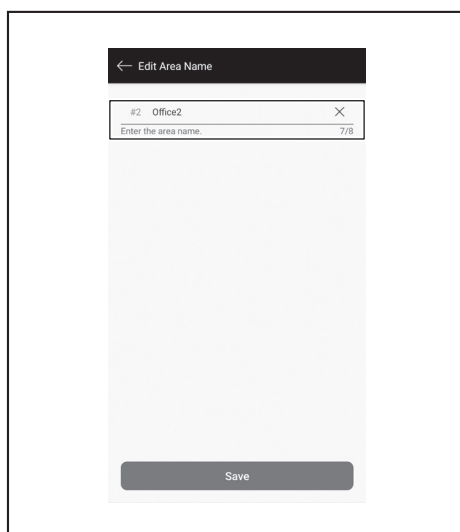 ← Edit Area Name
#2 Office2 ×
Enter the area name. 7/8
Save